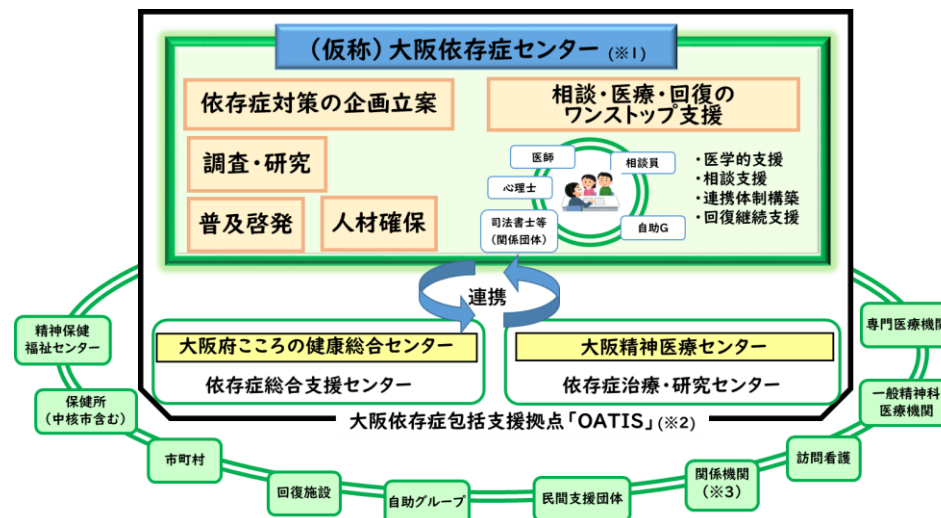 (仮称)大阪依存症センター (※1)
依存症対策の企画立案
相談・医療・回復の
ワンストップ支援
調査・研究
普及啓発
人材確保
医師
相談員
心理士
司法書士等
(関係団体)
自助G
・医学的支援
・相談支援
・連携体制構築
・回復継続支援
連携
大阪府こころの健康総合センター
依存症総合支援センター
大阪精神医療センター
依存症治療・研究センター
大阪依存症包括支援拠点「OATIS」(※2)
精神保健
福祉センター
保健所
(中核市含む)
市町村
回復施設
自助グループ
民間支援団体
関係機関
(※3)
訪問看護
一般精神科
医療機関
専門医療機関